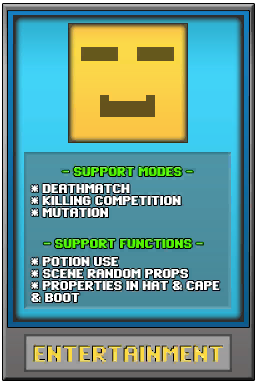 - SUPPORT MODES -
* DEATHMATCH
* KILLING COMPETITION
* MUTATION
- SUPPORT FUNCTIONS -
* POTION USE
* SCENE RANDOM PROPS
* PROPERTIES IN HAT & CAPE
& BOOT
ENTERTAINMENT